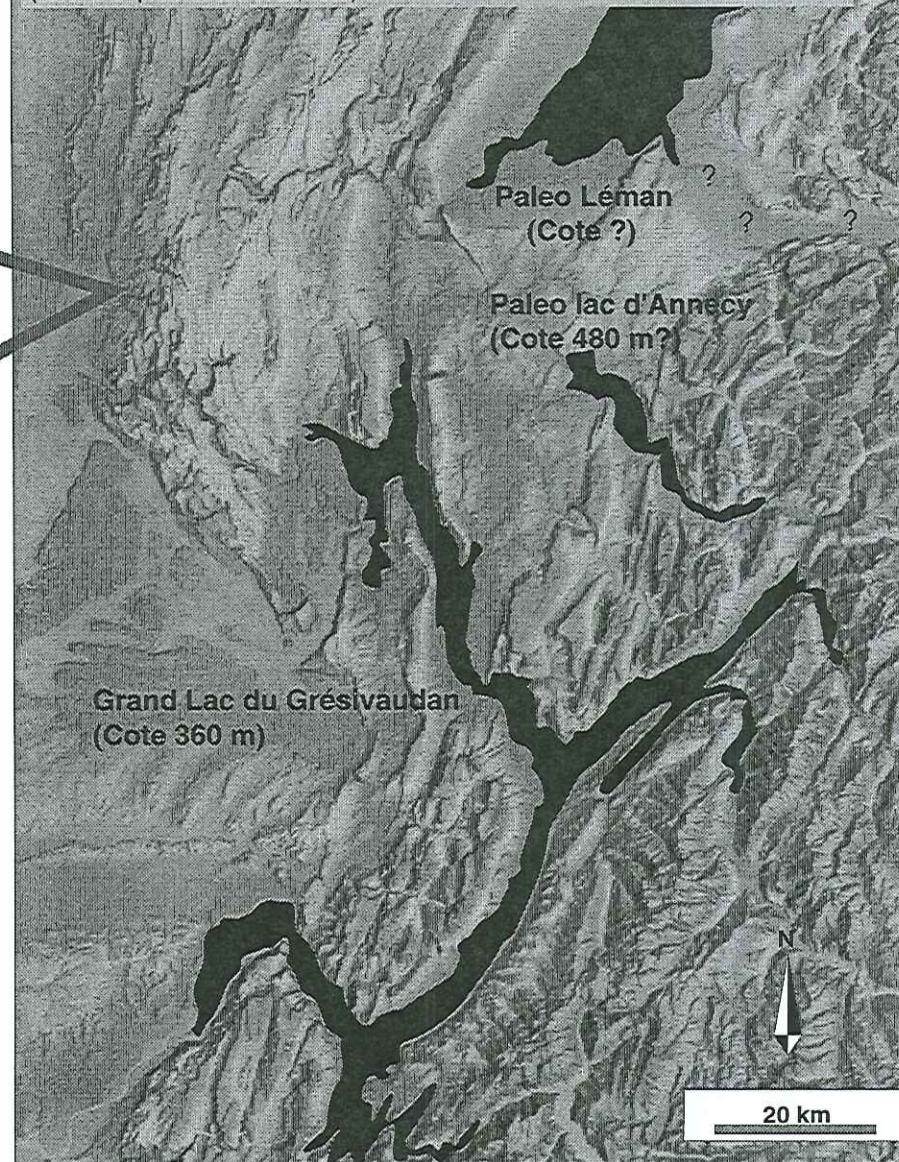 ?
Paleo Léman
(Cote ?)
?
?
Paleo lac d'Annecy
(Cote 480 m?)
Grand Lac du Grésivaudan
(Cote 360 m)
N
20 km